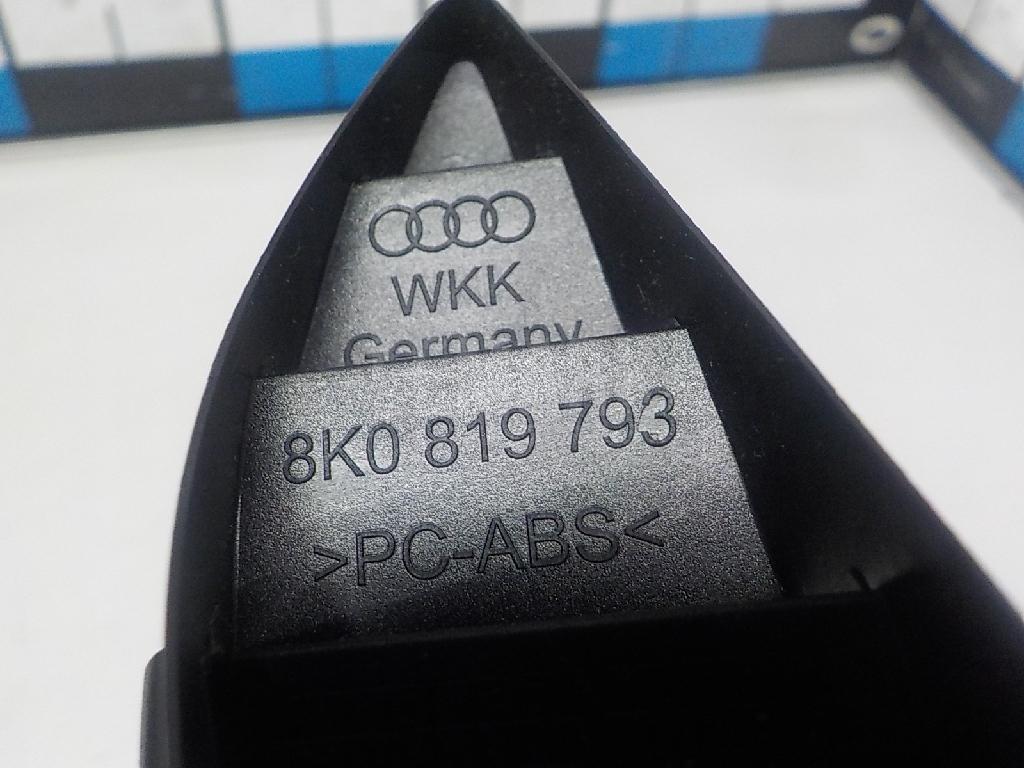 WKK
Germany
8K0 819 793
>PC-ABS<